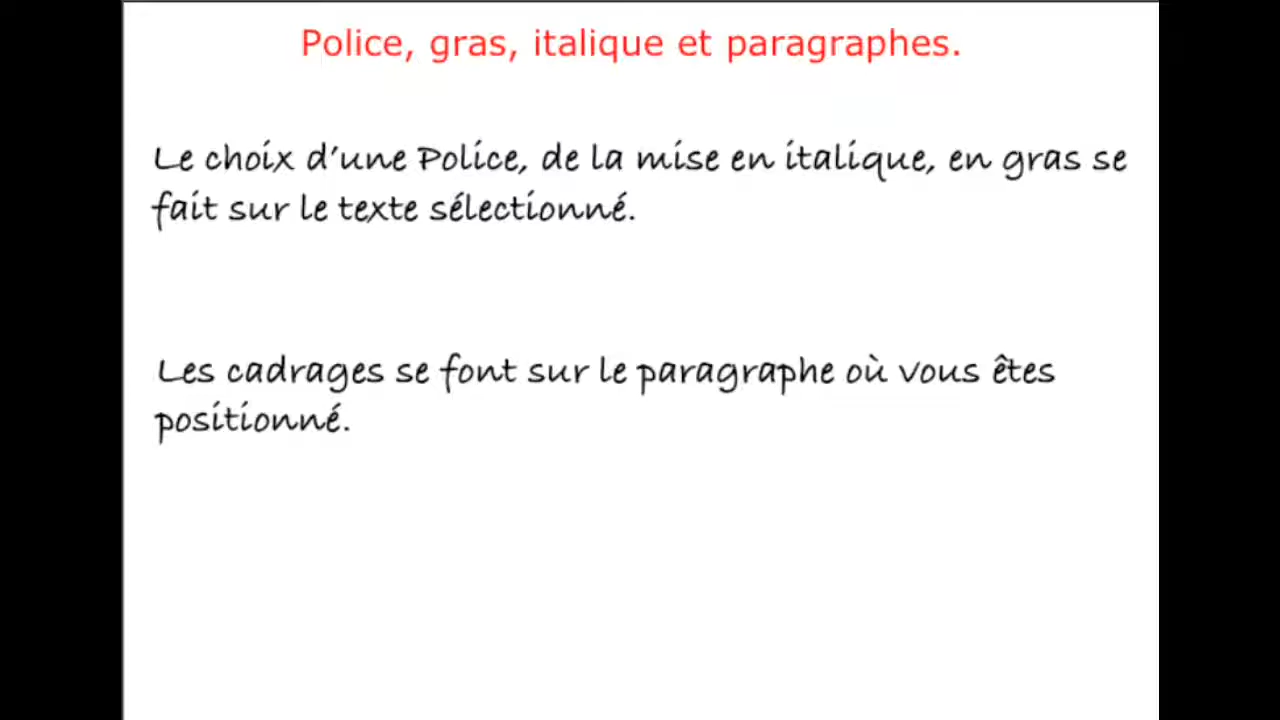 Police, gras, italique et paragraphes.
Le choix d'une Police, de la mise en italique, en gras se
fait sur le texte sélectionné.
Les cadrages se font sur le paragraphe où vous êtes
positionné.